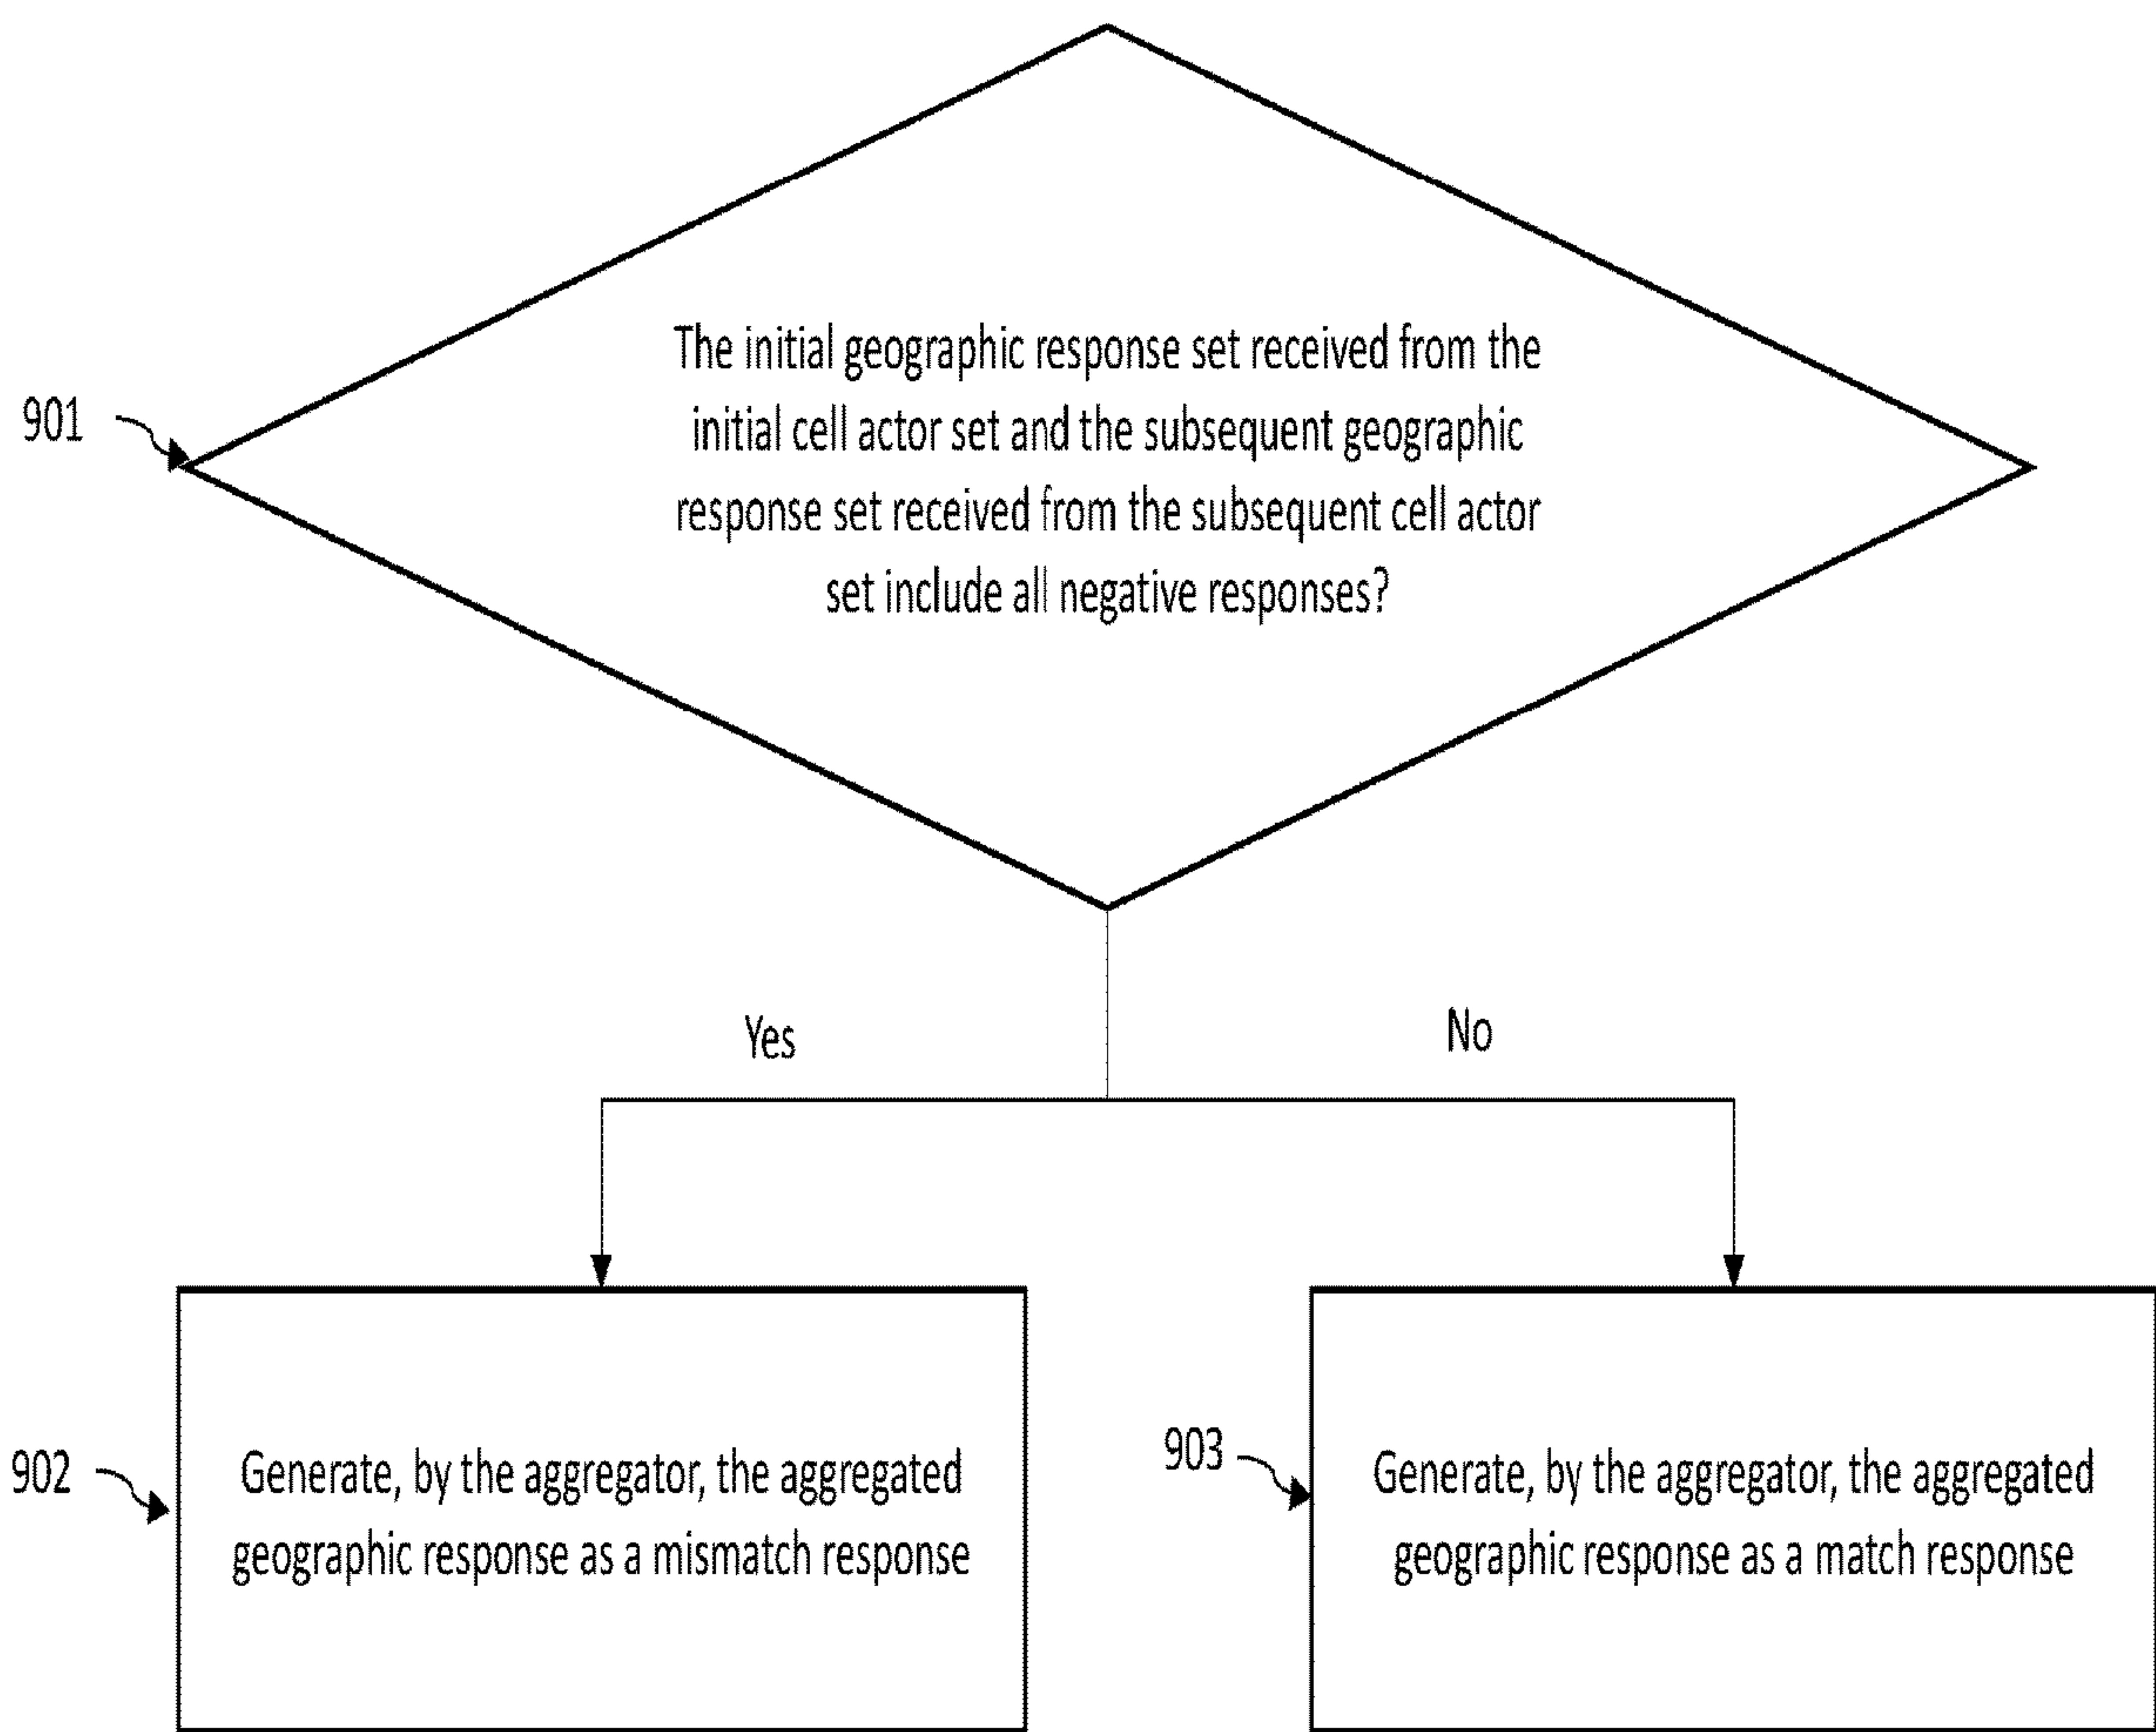 The initial geographic response set received from the
initial cell actor set and the subsequent geographic
response set received from the subsequent cell actor
set include all negative responses?
901
Yes
No
902
Generate, by the aggregator, the aggregated
geographic response as a mismatch response
903
Generate, by the aggregator, the aggregated
geographic response as a match response